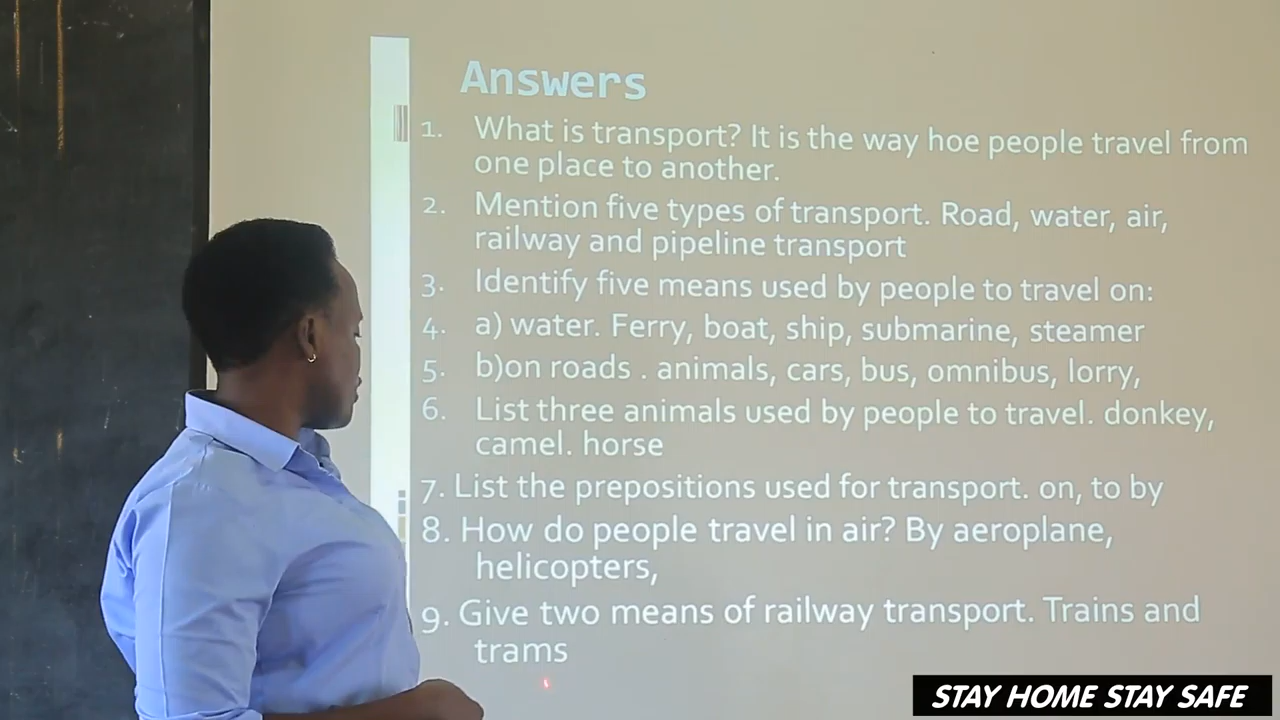 Answers
1. What is transport? It is the way hoe people travel from
one place to another.
2. Mention five types of transport. Road, water, air,
railway and pipeline transport
3. Identify five means used by people to travel on:
4. a) water. Ferry, boat, ship, submarine, steamer
5. b)on roads . animals, cars, bus, omnibus, lorry,
6. List three animals used by people to travel. donkey,
camel. horse
7. List the prepositions used for transport. on, to by
8. How do people travel in air? By aeroplane,
helicopters,
9. Give two means of railway transport. Trains and
trams
STAY HOME STAY SAFE